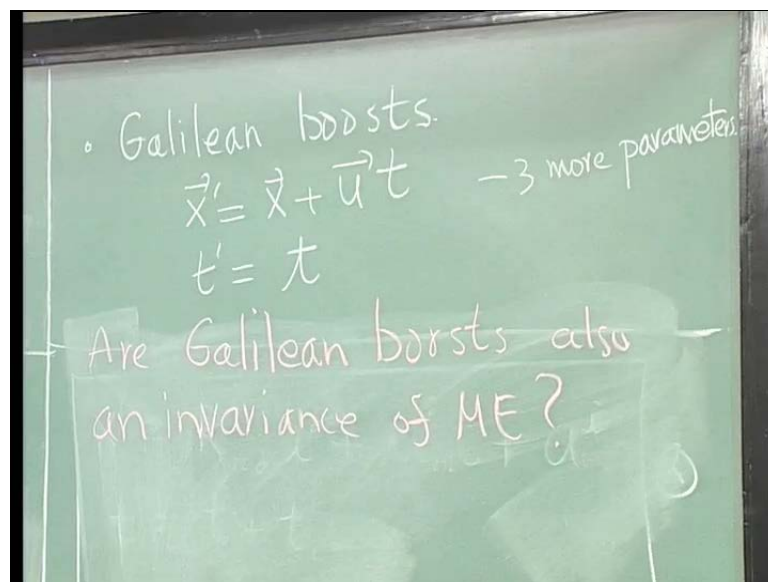 • Galilean boosts.
x⃗' = x⃗ + u⃗ t - 3 more parameters.
t' = t
Are Galilean borsts also
an invariance of ME?